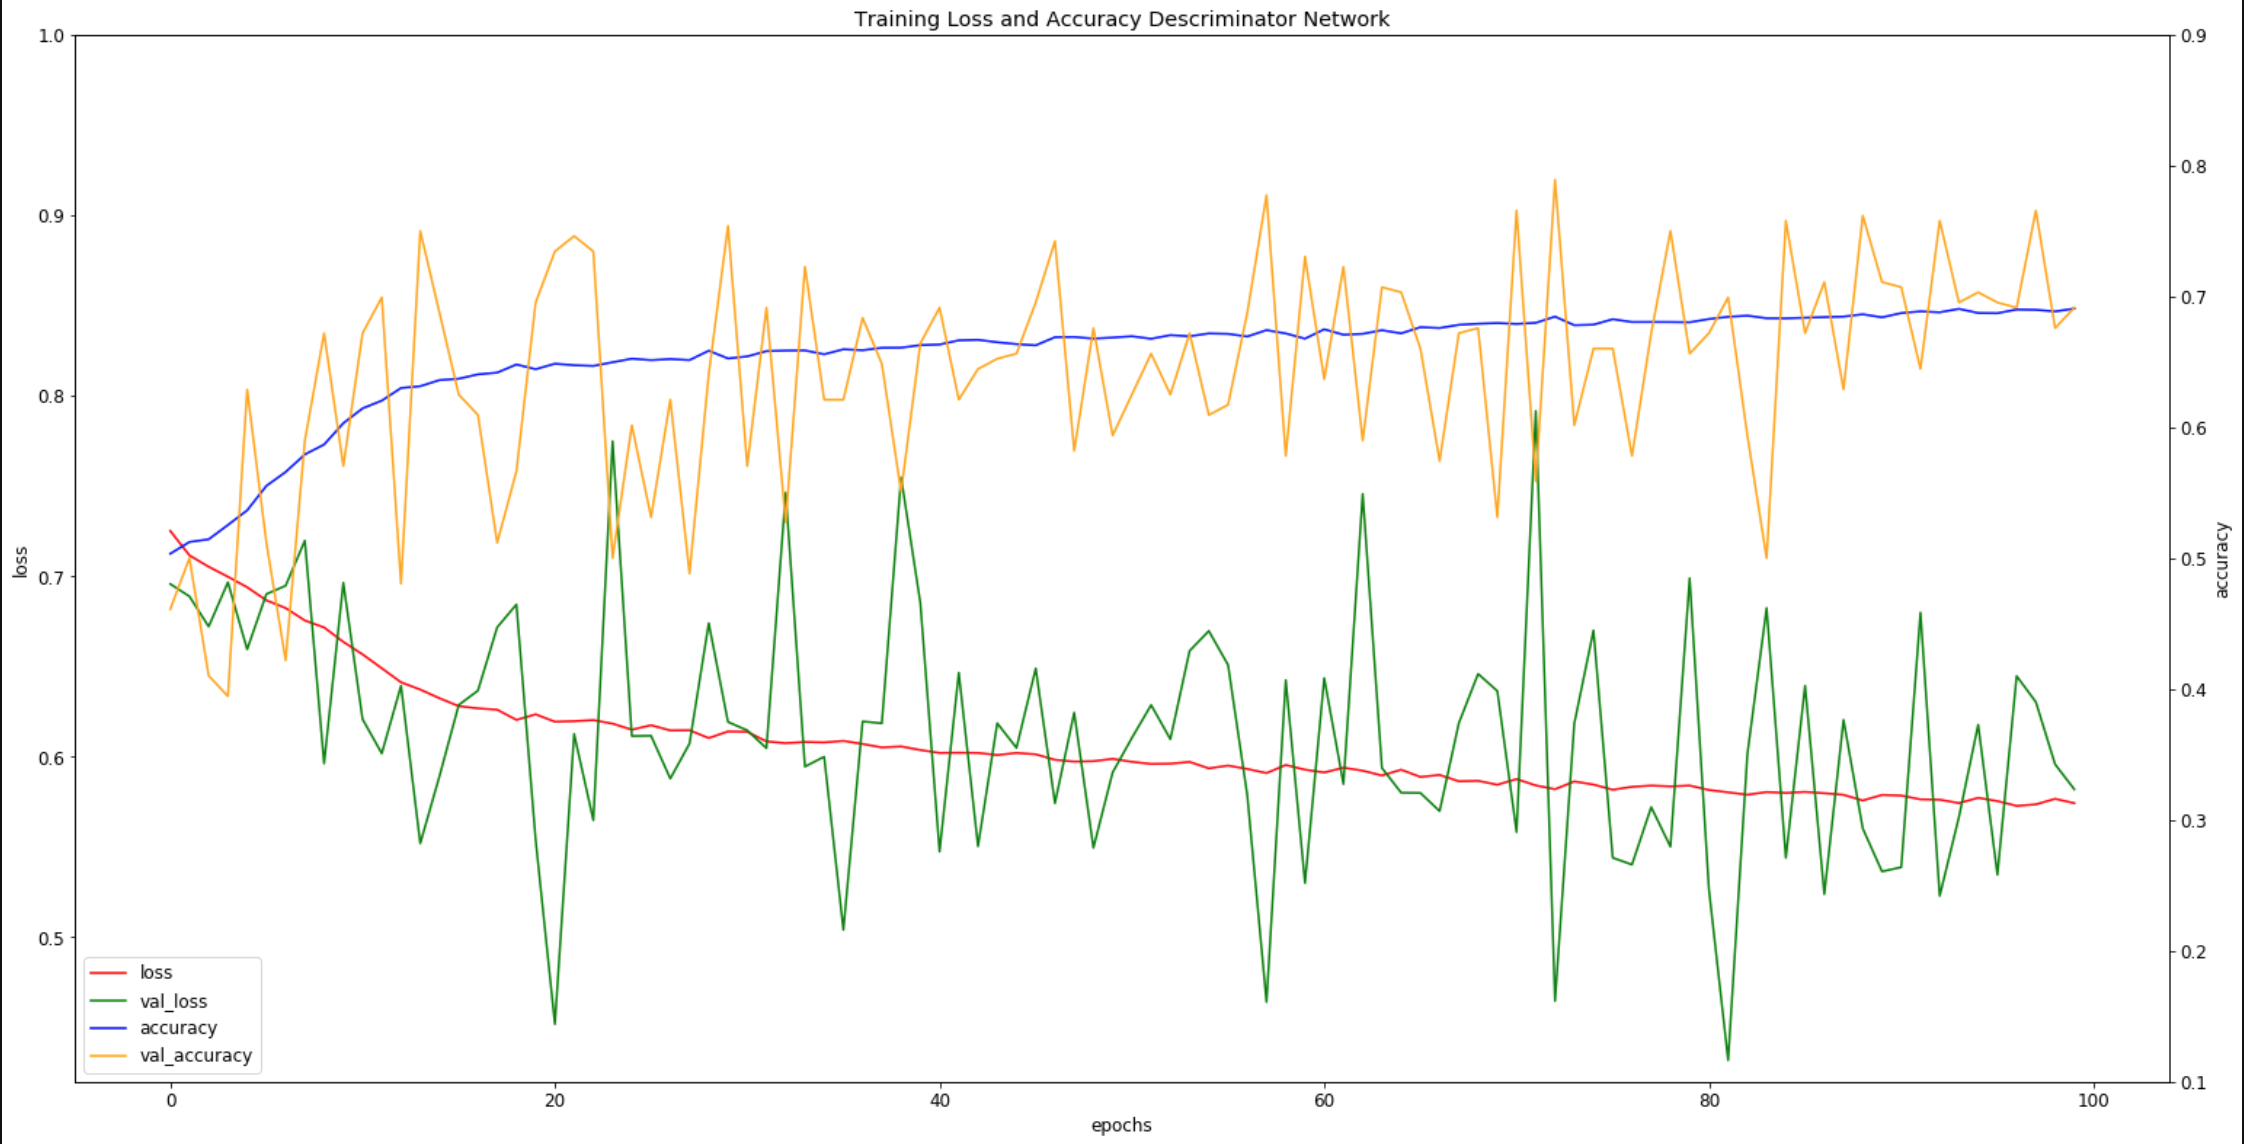 Training Loss and Accuracy Descriminator Network
1.0
0.9
0.8
0.7
0.6
0.5
loss
0.9
0.8
0.7
0.6
0.5
0.4
0.3
0.2
0.1
accuracy
loss
val_loss
accuracy
val_accuracy
0
20
40
60
80
100
epochs